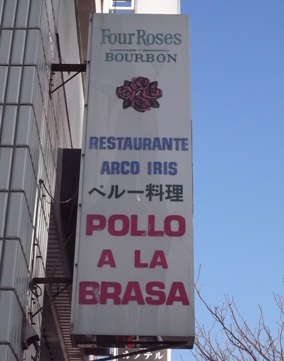 Four Roses
BOURBON
RESTAURANTE
ARCO IRIS
ペルー料理
POLLO
A LA
BRASA